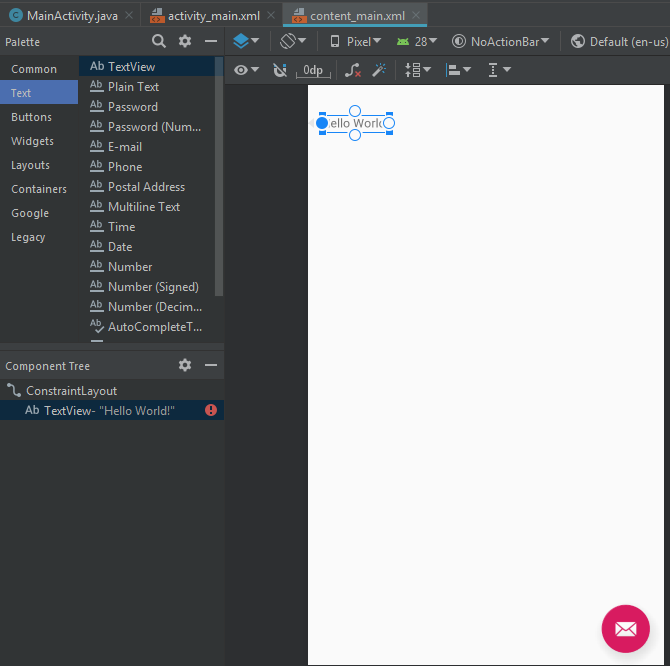 MainActivity.java
activity_main.xml
content_main.xml
Palette
Pixel
28
NoActionBar
Default (en-us)
0dp
Common
Text
Buttons
Widgets
Layouts
Containers
Google
Legacy
Ab TextView
Ab Plain Text
Ab Password
Ab Password (Num...
Ab E-mail
Ab Phone
Ab Postal Address
Ab Multiline Text
Ab Time
Ab Date
Ab Number
Ab Number (Signed)
Ab Number (Decim...
Ab AutoCompleteT...
ello World
Component Tree
ConstraintLayout
Ab TextView- "Hello World!"